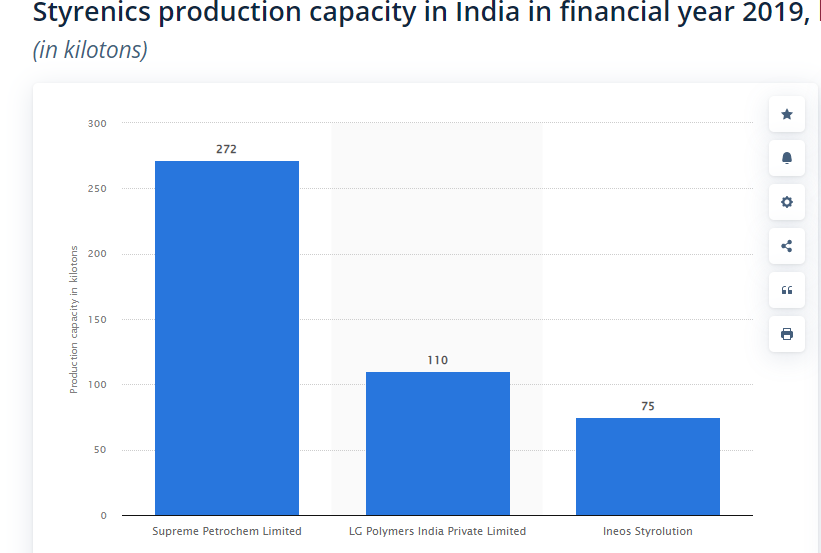 Styrenics production capacity in India in financial year 2019,
(in kilotons)
300
272
250
200
Production capacity in kilotons
150
110
100
75
50
0
Supreme Petrochem Limited
LG Polymers India Private Limited
Ineos Styrolution